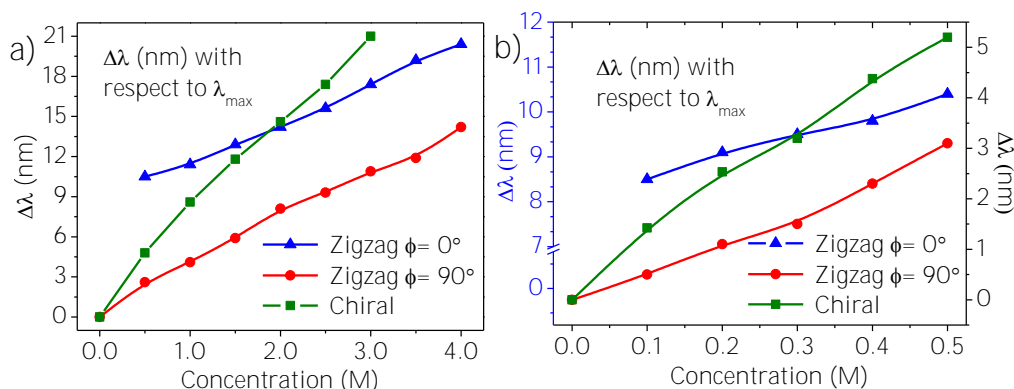 a)
Δλ (nm) with
respect to λmax
21
18
15
12
9
6
3
0
Δλ (nm)
Zigzag ϕ= 0°
Zigzag ϕ= 90°
Chiral
0.0 1.0 2.0 3.0 4.0
Concentration (M)
b)
Δλ (nm) with
respect to λmax
12
11
10
9
8
7
0
Δλ (nm)
Zigzag ϕ= 0°
Zigzag ϕ= 90°
Chiral
5
4
3
2
1
0
Δλ (nm)
0.0 0.1 0.2 0.3 0.4 0.5
Concentration (M)